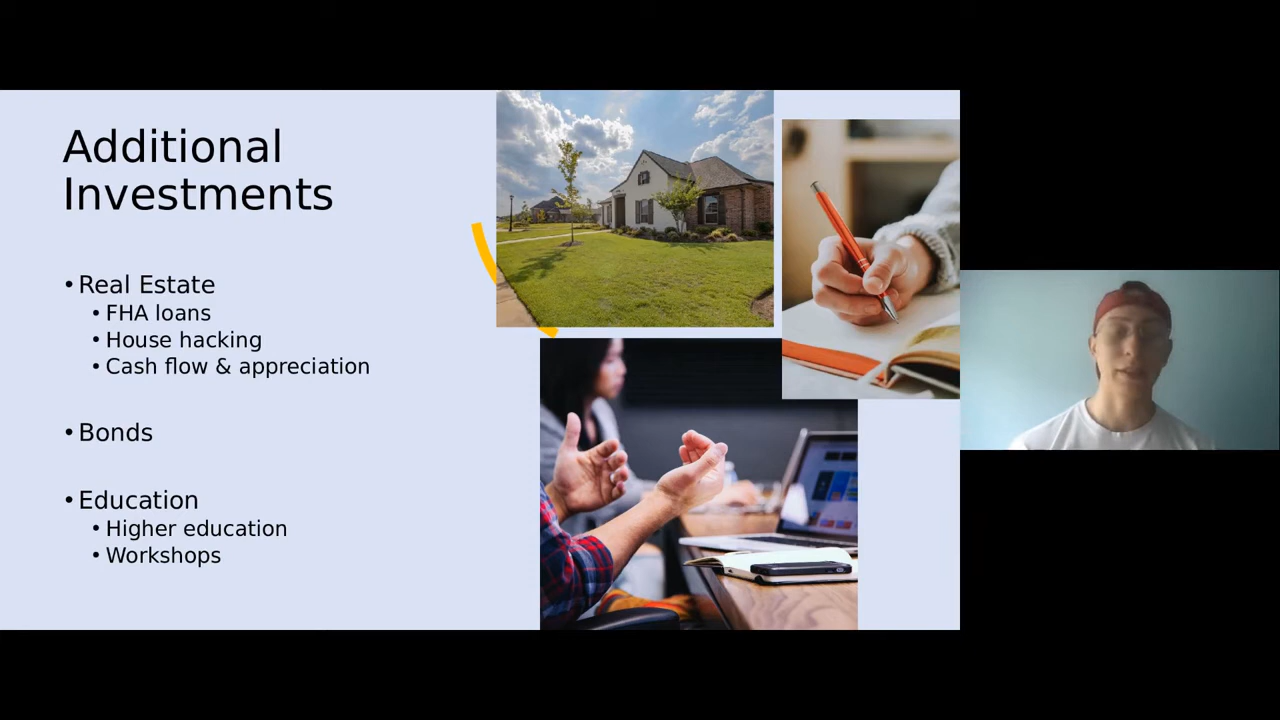 Additional
Investments
• Real Estate
• FHA loans
• House hacking
• Cash flow & appreciation
• Bonds
• Education
• Higher education
• Workshops